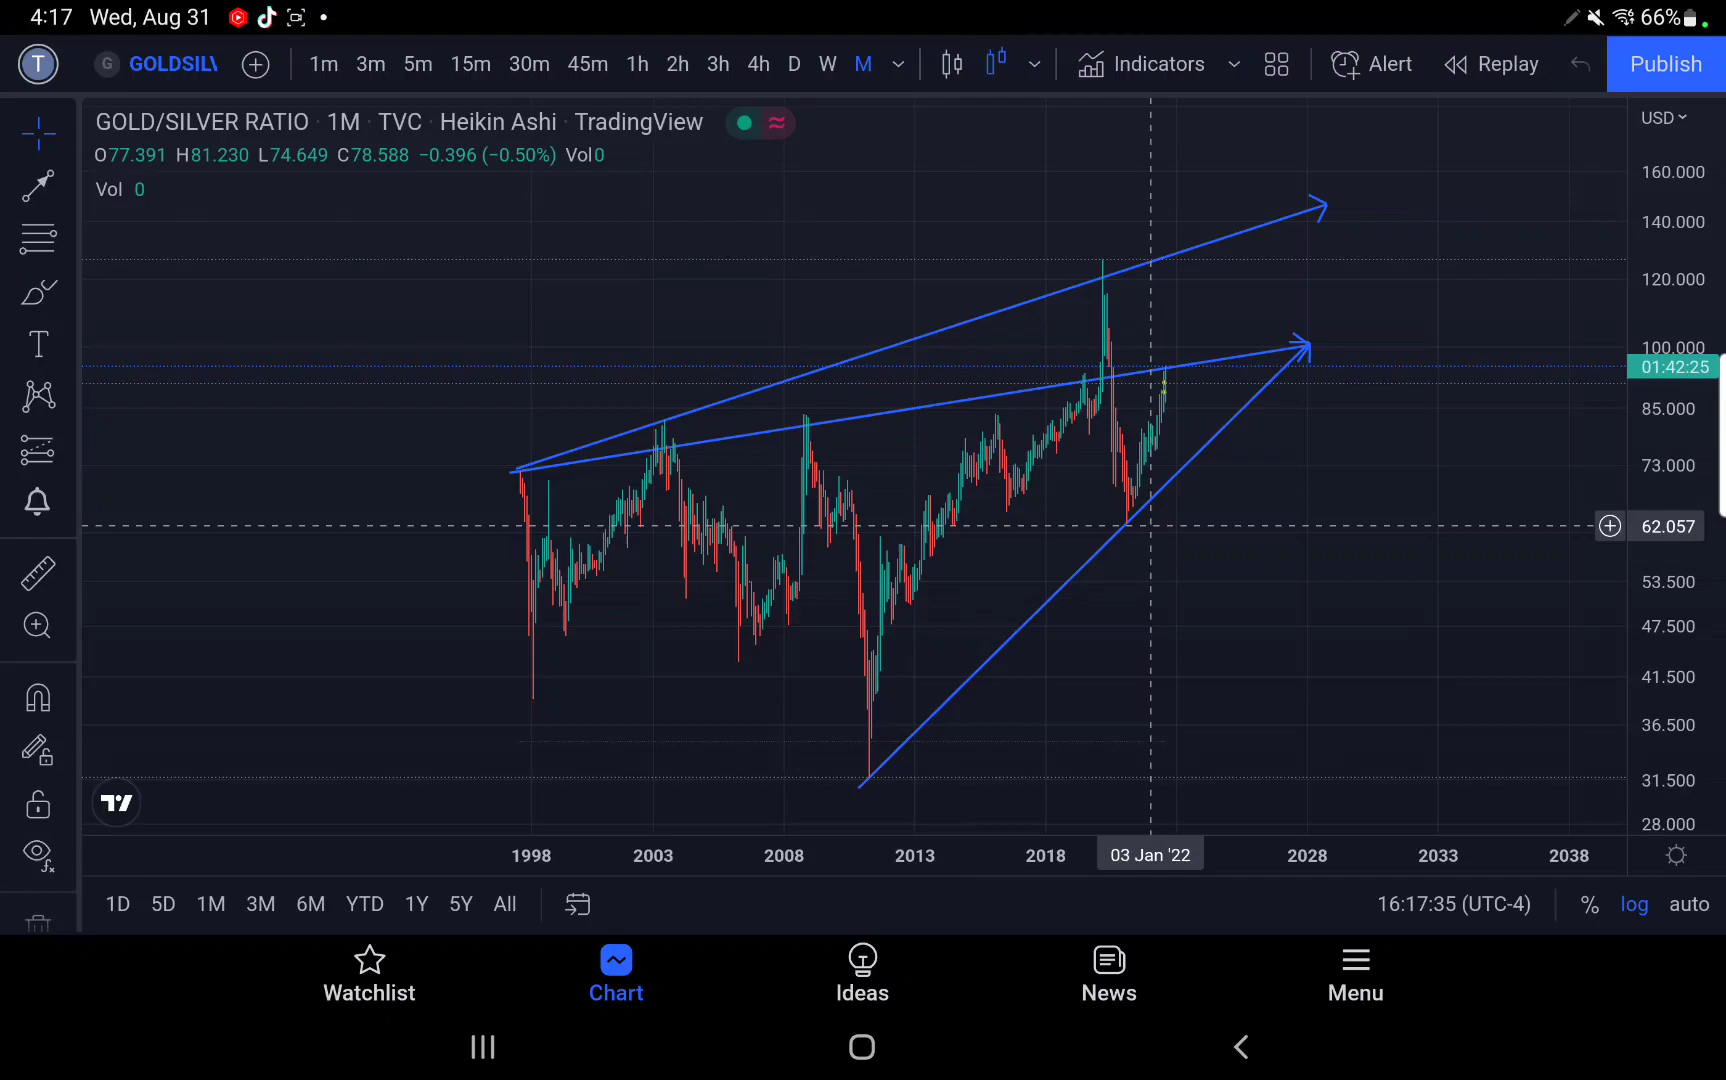 4:17 Wed, Aug 31 66%
T G GOLDSILV 1m 3m 5m 15m 30m 45m 1h 2h 3h 4h D W M Indicators Alert Replay Publish
GOLD/SILVER RATIO · 1M · TVC · Heikin Ashi · TradingView
USD
O77.391 H81.230 L74.649 C78.588 −0.396 (−0.50%) Vol0
Vol 0
160.000
140.000
120.000
100.000
01:42:25
85.000
73.000
62.057
53.500
47.500
41.500
36.500
31.500
28.000
1998 2003 2008 2013 2018 03 Jan '22 2028 2033 2038
1D 5D 1M 3M 6M YTD 1Y 5Y All 16:17:35 (UTC-4) % log auto
Watchlist Chart Ideas News Menu